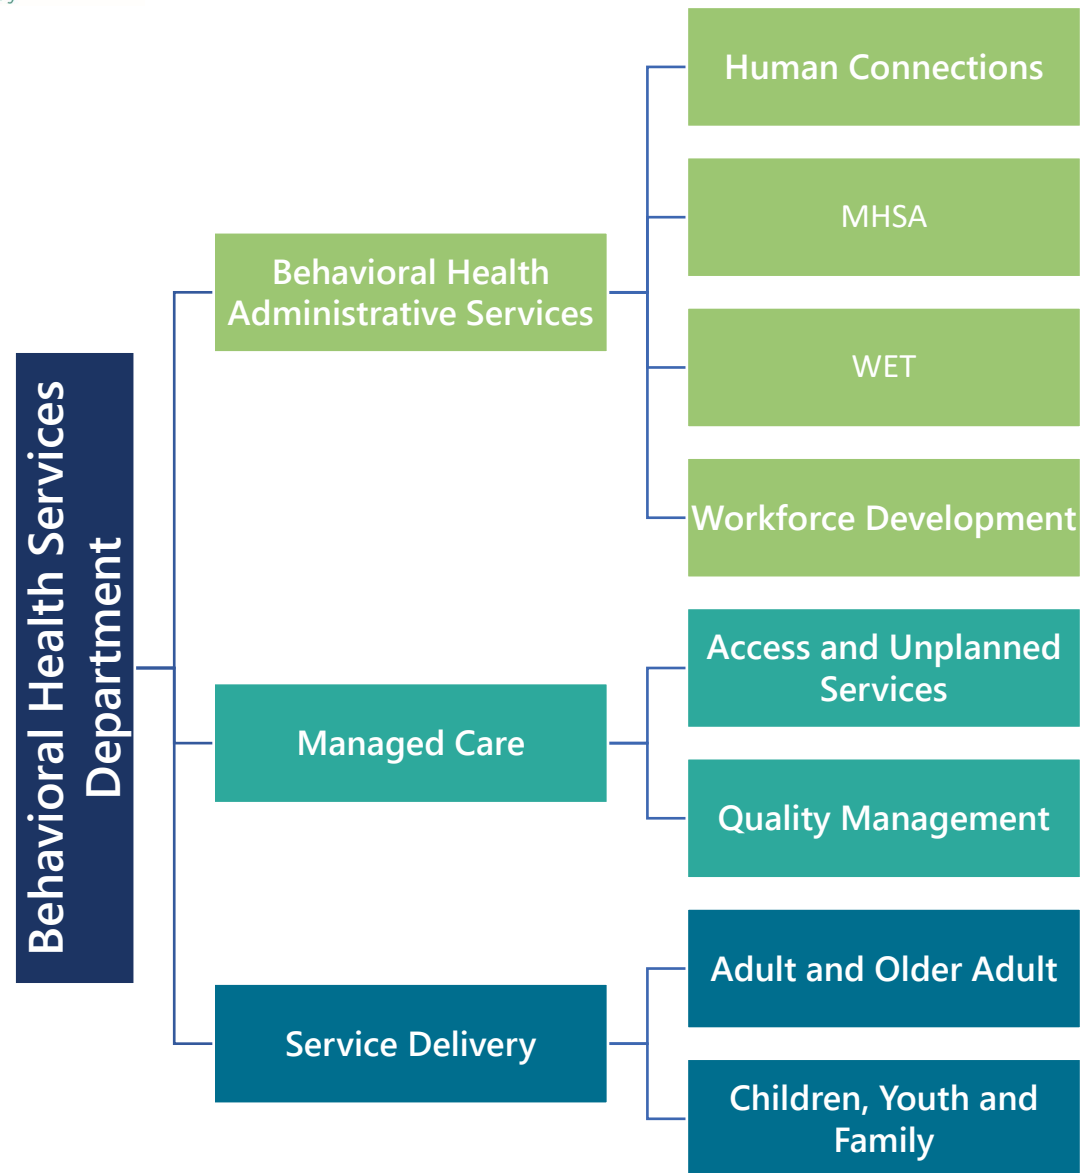 Behavioral Health Services
Department
Behavioral Health
Administrative Services
Human Connections
MHSA
WET
Workforce Development
Managed Care
Access and Unplanned
Services
Quality Management
Service Delivery
Adult and Older Adult
Children, Youth and
Family